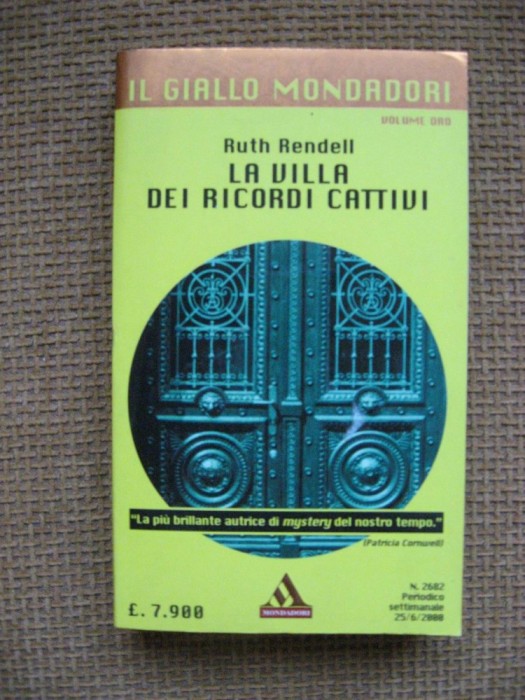 IL GIALLO MONDADORI
VOLUME ORO
Ruth Rendell
LA VILLA
DEI RICORDI CATTIVI
"La più brillante autrice di mystery del nostro tempo."
(Patricia Cornwell)
N. 2682
Periodico
settimanale
25/6/2000
£. 7.900
MONDADORI